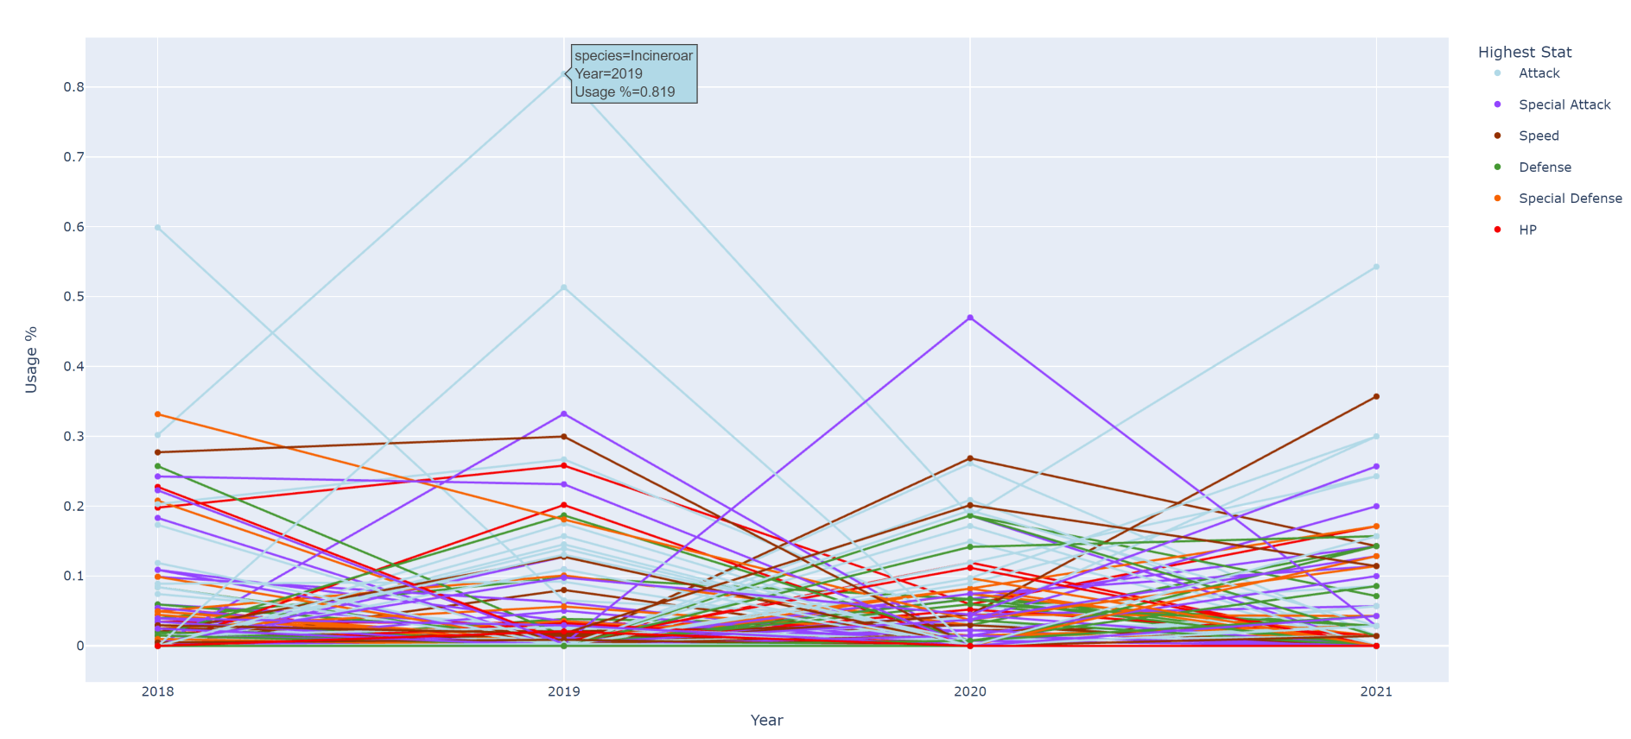 species=Incineroar
Year=2019
Usage %=0.819
Highest Stat
Attack
Special Attack
Speed
Defense
Special Defense
HP
0.8
0.7
0.6
0.5
0.4
0.3
0.2
0.1
0
Usage %
2018 2019 2020 2021
Year